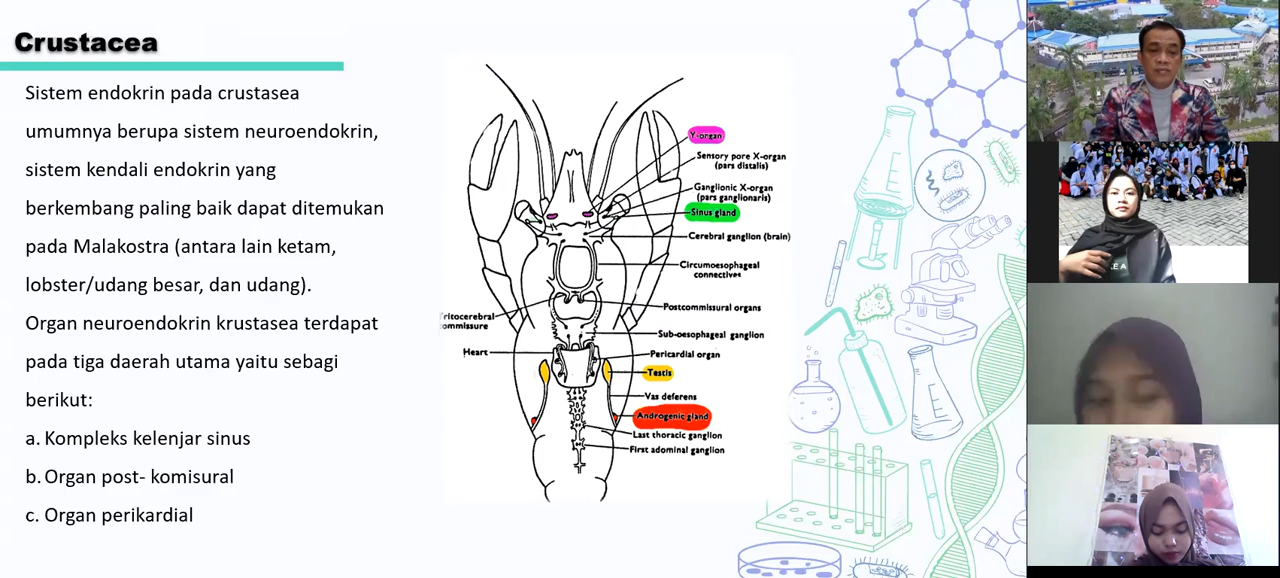 Crustacea
Sistem endokrin pada crustasea
umumnya berupa sistem neuroendokrin,
sistem kendali endokrin yang
berkembang paling baik dapat ditemukan
pada Malakostra (antara lain ketam,
lobster/udang besar, dan udang).
Organ neuroendokrin krustasea terdapat
pada tiga daerah utama yaitu sebagi
berikut:
a. Kompleks kelenjar sinus
b. Organ post- komisural
c. Organ perikardial
Y-organ
Sensory pore X-organ
(pars distalis)
Ganglionic X-organ
(pars ganglionaris)
Sinus gland
Cerebral ganglion (brain)
Circumoesophageal
connectives
Postcommissural organs
ritocerebral
ommissure
Sub-oesophageal ganglion
Heart
Pericardial organ
Testis
Vas deferens
Androgenic gland
Last thoracic ganglion
First adominal ganglion